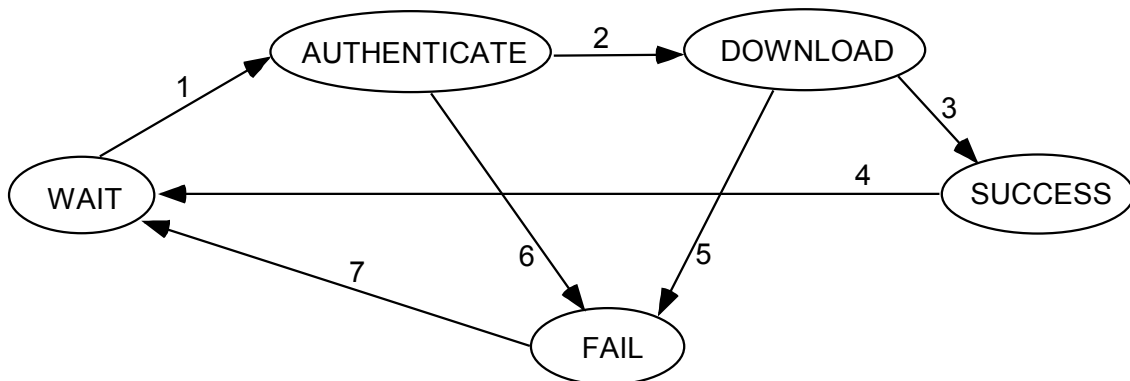 AUTHENTICATE
2
DOWNLOAD
1
3
WAIT
4
SUCCESS
6
5
7
FAIL